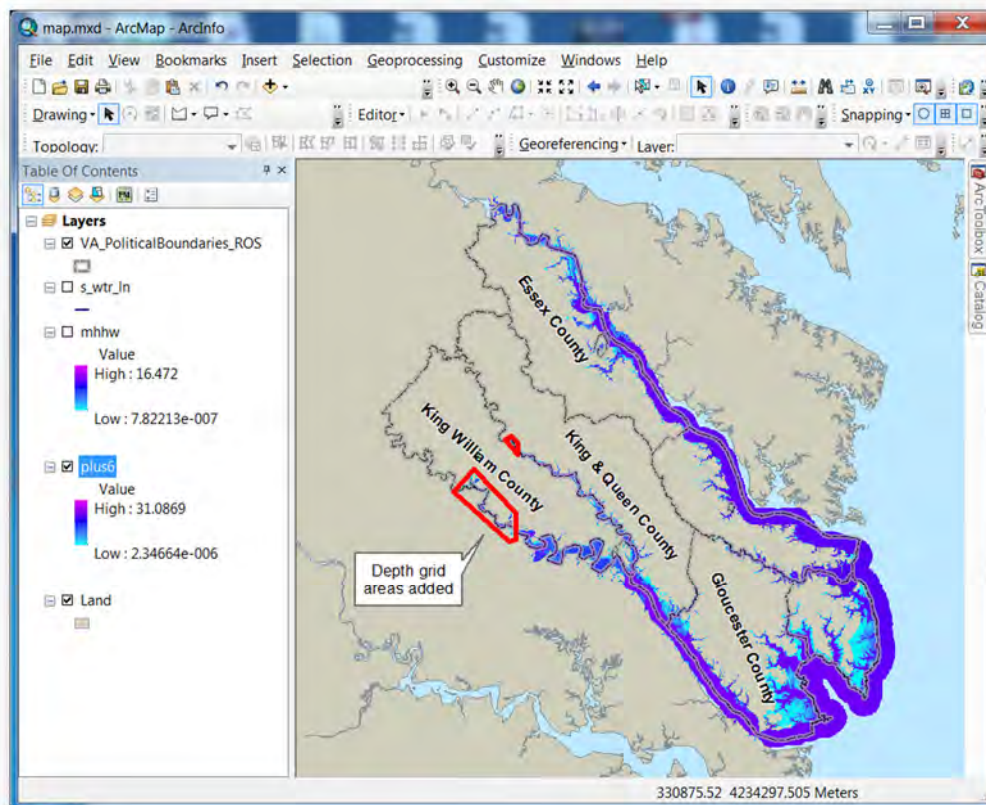 map.mxd - ArcMap - ArcInfo
File Edit View Bookmarks Insert Selection Geoprocessing Customize Windows Help
Drawing Editor Snapping
Topology: Georeferencing Layer:
Table Of Contents
Layers
VA_PoliticalBoundaries_ROS
s_wtr_ln
mhhw
Value
High : 16.472
Low : 7.82213e-007
plus6
Value
High : 31.0869
Low : 2.34664e-006
Land
Essex County
King William County
King & Queen County
Gloucester County
Depth grid
areas added
ArcToolbox
Catalog
330875.52 4234297.505 Meters